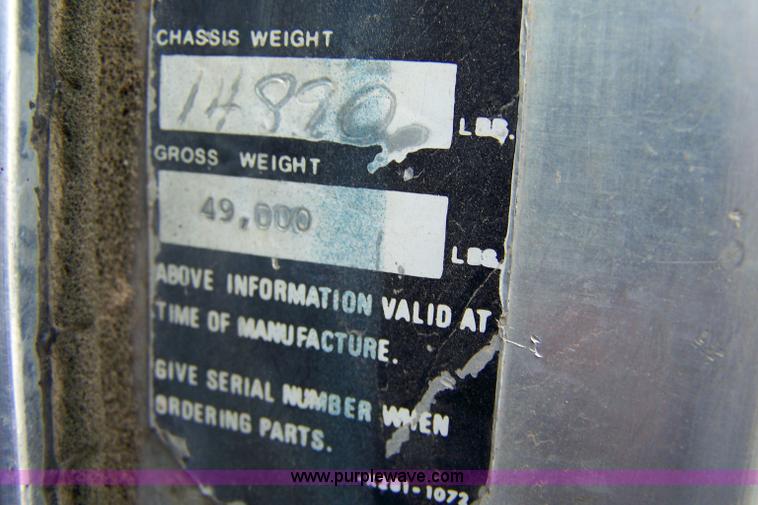 CHASSIS WEIGHT
14890
LBS.
GROSS WEIGHT
49,000
LBS.
ABOVE INFORMATION VALID AT
TIME OF MANUFACTURE.
GIVE SERIAL NUMBER WHEN
ORDERING PARTS.
www.purplewave.com